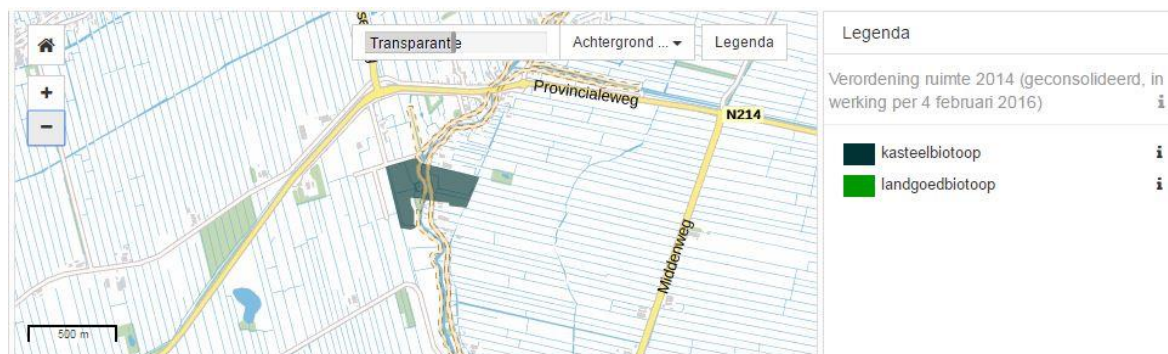 Transparantie
Achtergrond ...
Legenda
Provincialeweg
N214
Middenweg
500 m
Legenda
Verordening ruimte 2014 (geconsolideerd, in
werking per 4 februari 2016)
kasteelbiotoop
landgoedbiotoop